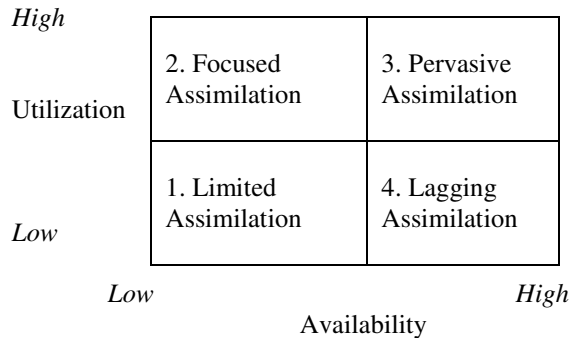 High
2. Focused
Assimilation
3. Pervasive
Assimilation
Utilization
1. Limited
Assimilation
4. Lagging
Assimilation
Low
Low
High
Availability